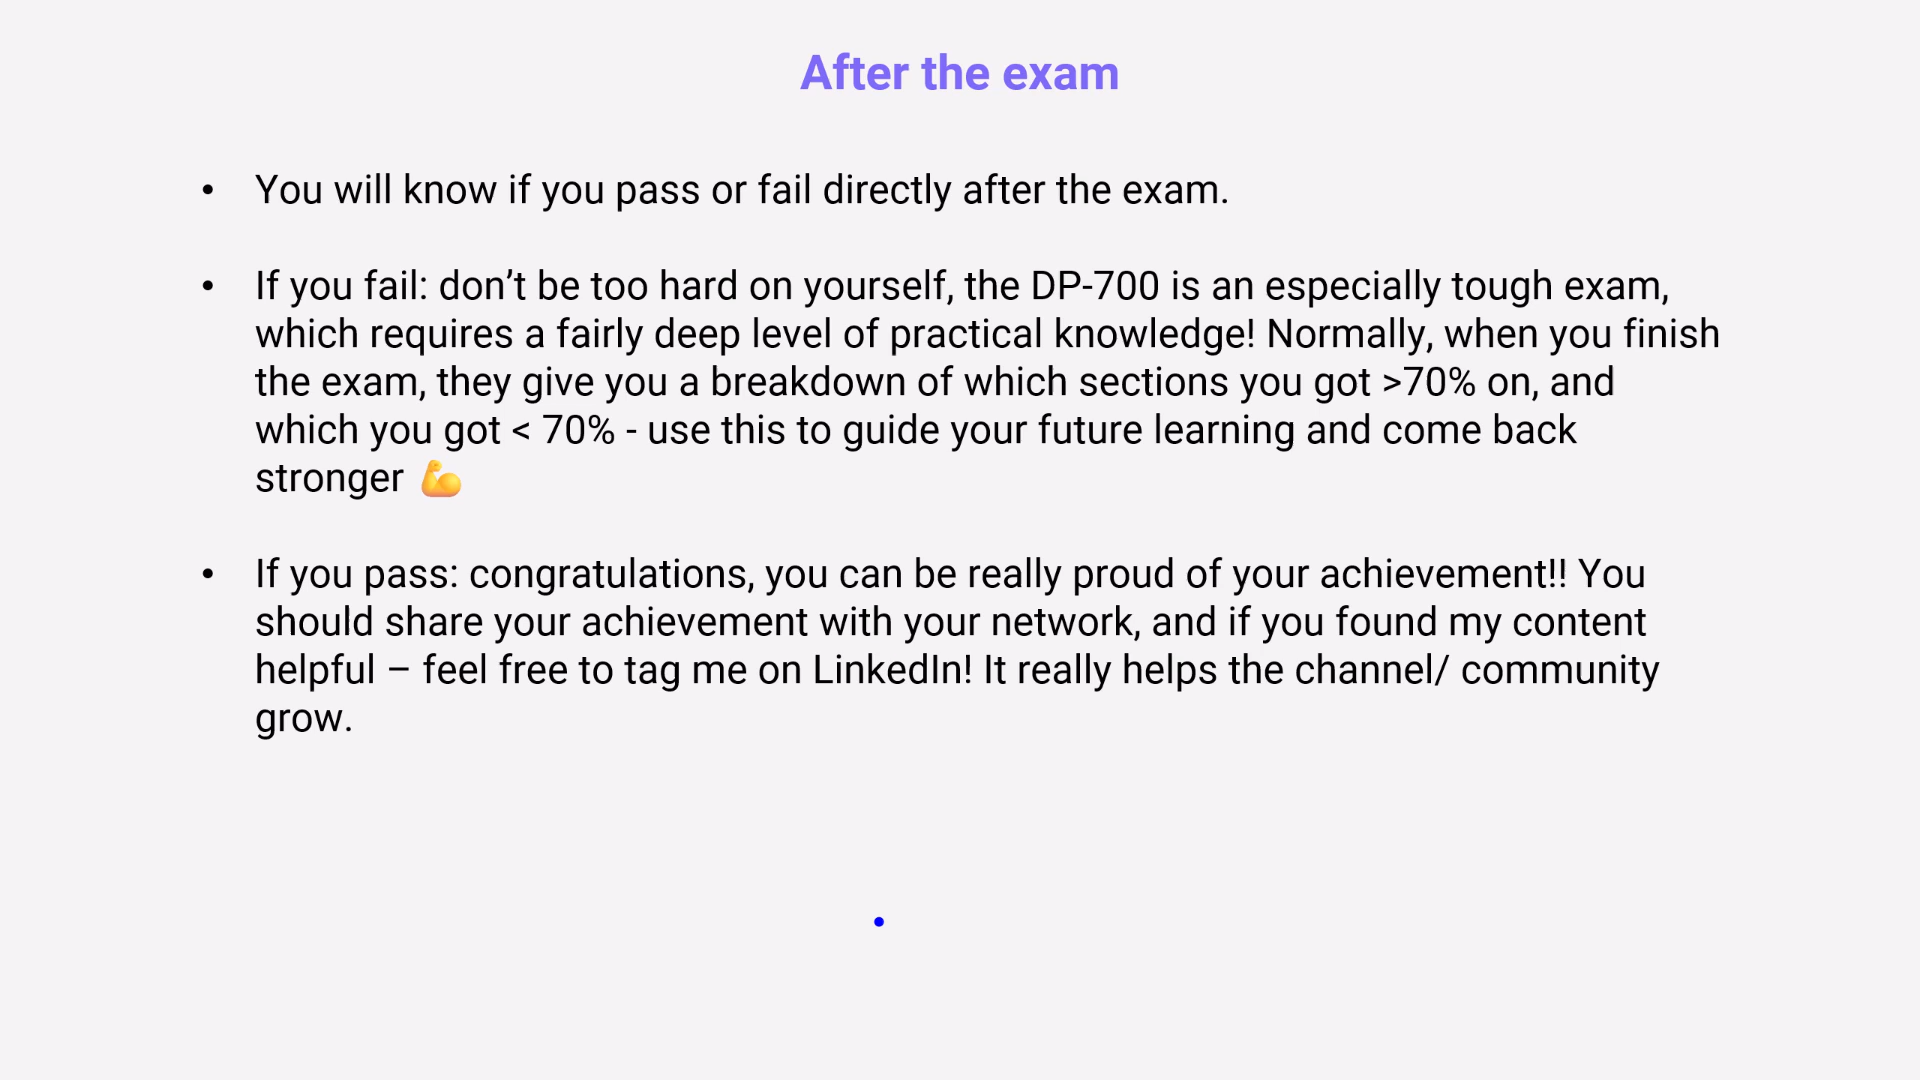 After the exam
• You will know if you pass or fail directly after the exam.
• If you fail: don’t be too hard on yourself, the DP-700 is an especially tough exam,
which requires a fairly deep level of practical knowledge! Normally, when you finish
the exam, they give you a breakdown of which sections you got >70% on, and
which you got < 70% - use this to guide your future learning and come back
stronger 💪
• If you pass: congratulations, you can be really proud of your achievement!! You
should share your achievement with your network, and if you found my content
helpful – feel free to tag me on LinkedIn! It really helps the channel/ community
grow.